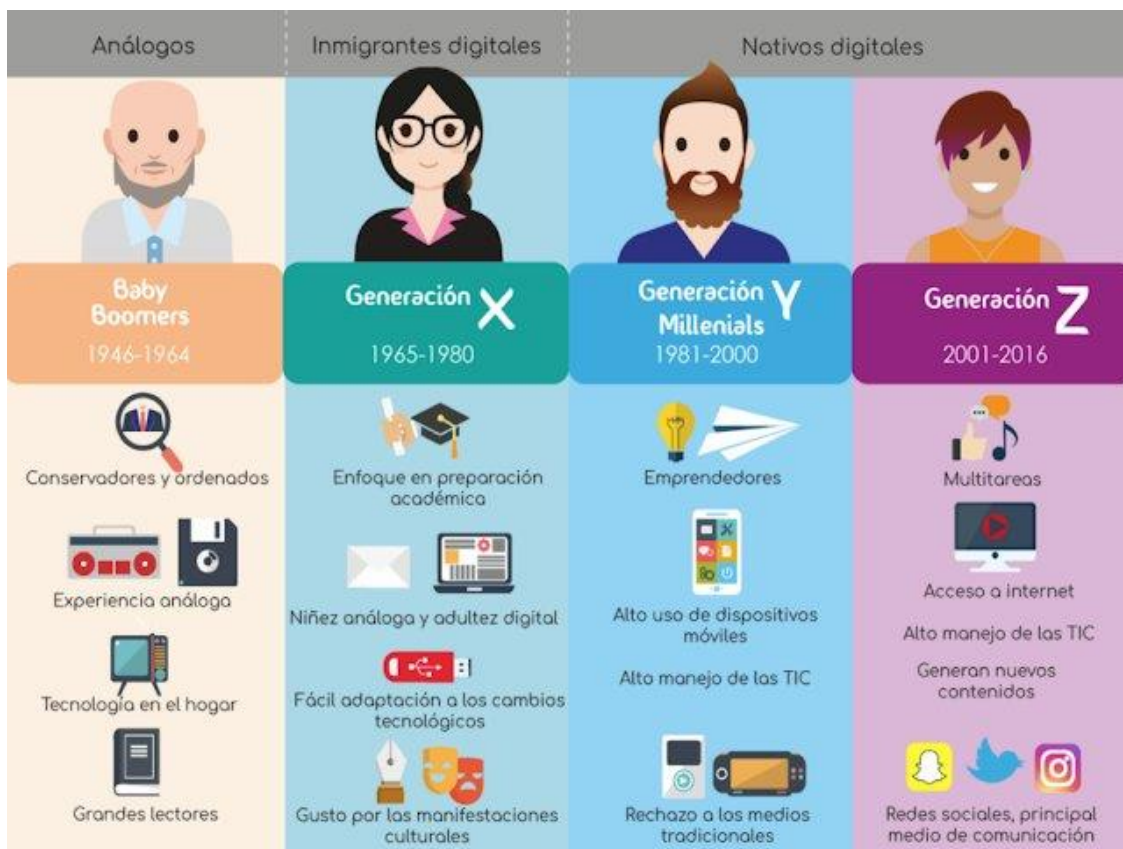 Análogos
Inmigrantes digitales
Nativos digitales
Baby
Boomers
1946-1964
Generación X
1965-1980
Generación Y
Millenials
1981-2000
Generación Z
2001-2016
Conservadores y ordenados
Experiencia análoga
Tecnología en el hogar
Grandes lectores
Enfoque en preparación
académica
Niñez análoga y adultez digital
Fácil adaptación a los cambios
tecnológicos
Gusto por las manifestaciones
culturales
Emprendedores
Alto uso de dispositivos
móviles
Alto manejo de las TIC
Rechazo a los medios
tradicionales
Multitareas
Acceso a internet
Alto manejo de las TIC
Generan nuevos
contenidos
Redes sociales, principal
medio de comunicación